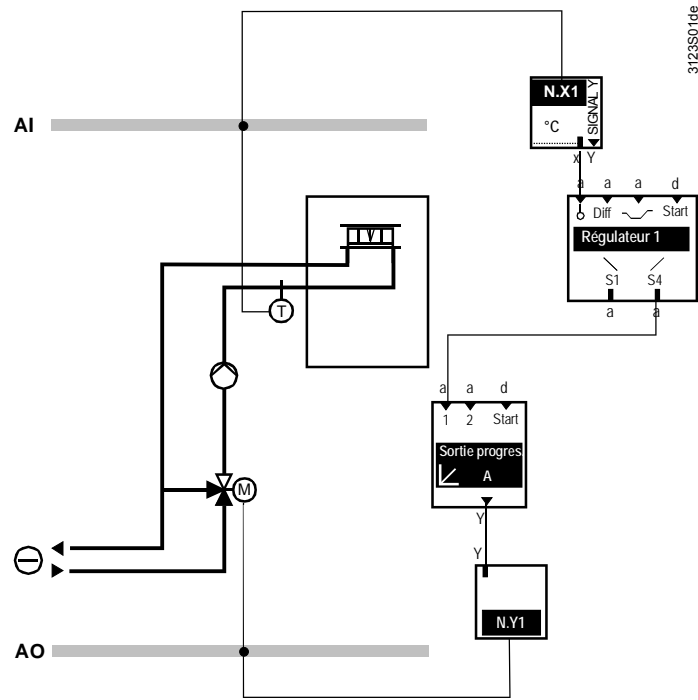 3123S01de
N.X1
SIGNAL Y
°C
x Y
AI
a a a d
Diff Start
Régulateur 1
S1 S4
a a
T
a a d
1 2 Start
Sortie progres.
A
M
Y
Y
N.Y1
AO